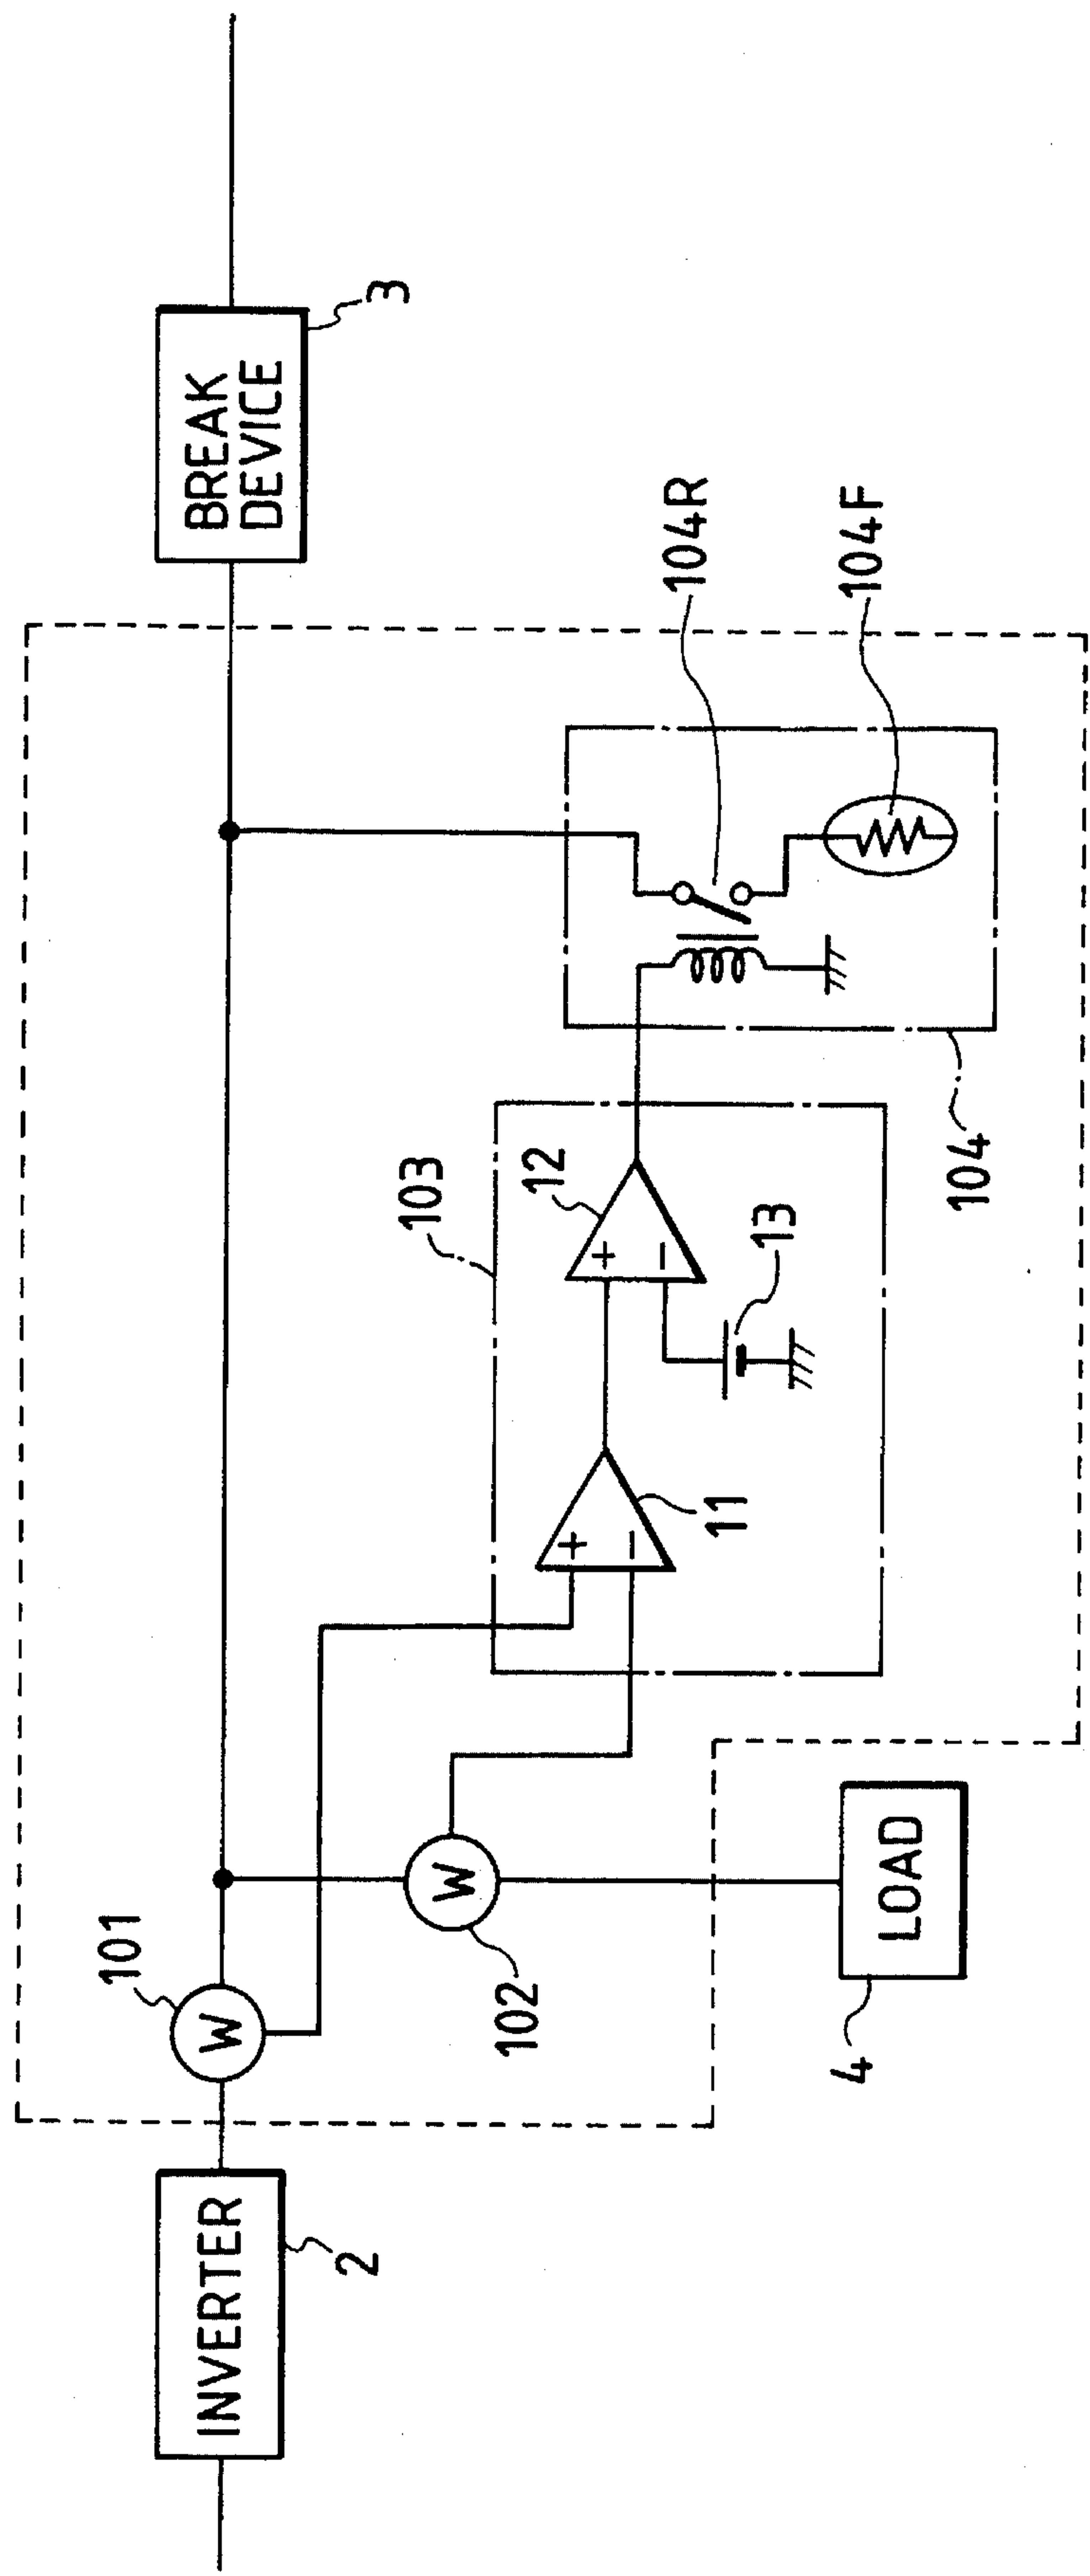 INVERTER
2
101
W
102
W
4
LOAD
103
11
+
−
12
+
−
13
104
104R
104F
BREAK
DEVICE
3